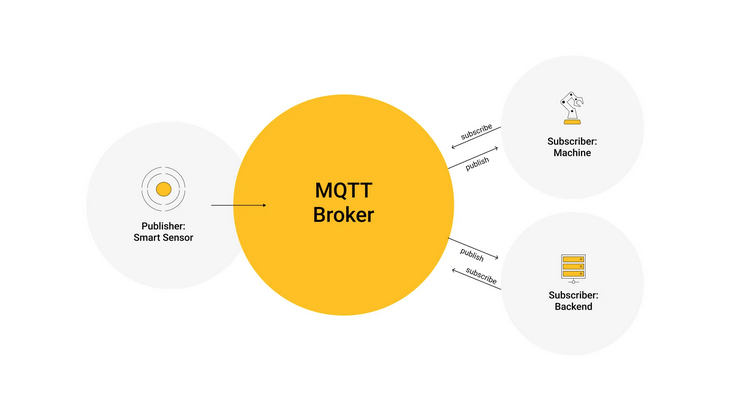 Publisher:
Smart Sensor
MQTT
Broker
subscribe
publish
Subscriber:
Machine
publish
subscribe
Subscriber:
Backend